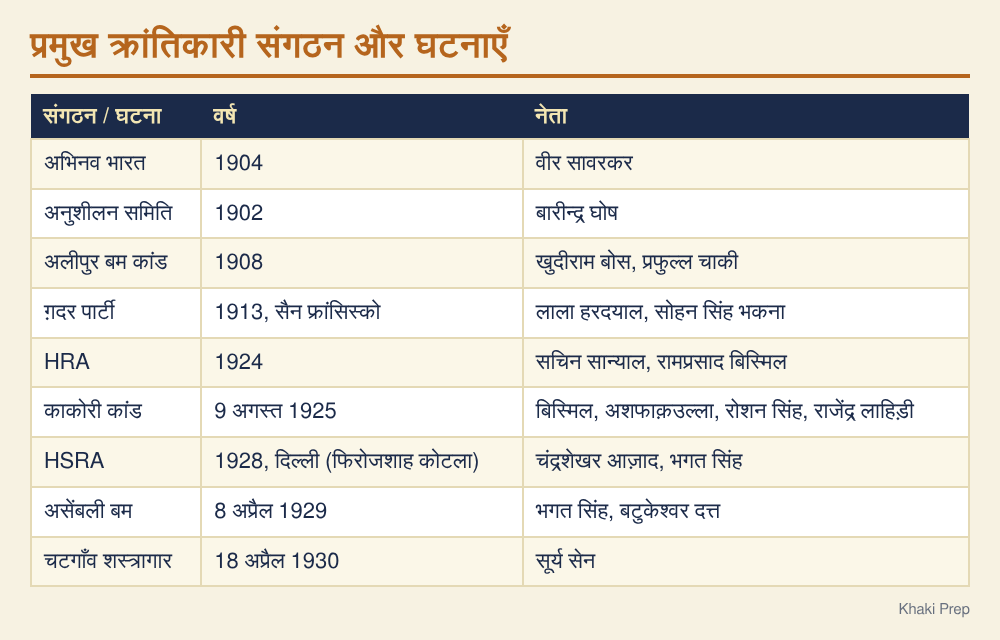 प्रमुख क्रांतिकारी संगठन और घटनाएँ
संगठन / घटना वर्ष नेता
अभिनव भारत 1904 वीर सावरकर
अनुशीलन समिति 1902 बारीन्द्र घोष
अलीपुर बम कांड 1908 खुदीराम बोस, प्रफुल्ल चाकी
ग़दर पार्टी 1913, सैन फ्रांसिस्को लाला हरदयाल, सोहन सिंह भकना
HRA 1924 सचिन सान्याल, रामप्रसाद बिस्मिल
काकोरी कांड 9 अगस्त 1925 बिस्मिल, अशफाक़उल्ला, रोशन सिंह, राजेंद्र लाहिड़ी
HSRA 1928, दिल्ली (फिरोजशाह कोटला) चंद्रशेखर आज़ाद, भगत सिंह
असेंबली बम 8 अप्रैल 1929 भगत सिंह, बटुकेश्वर दत्त
चटगाँव शस्त्रागार 18 अप्रैल 1930 सूर्य सेन
Khaki Prep